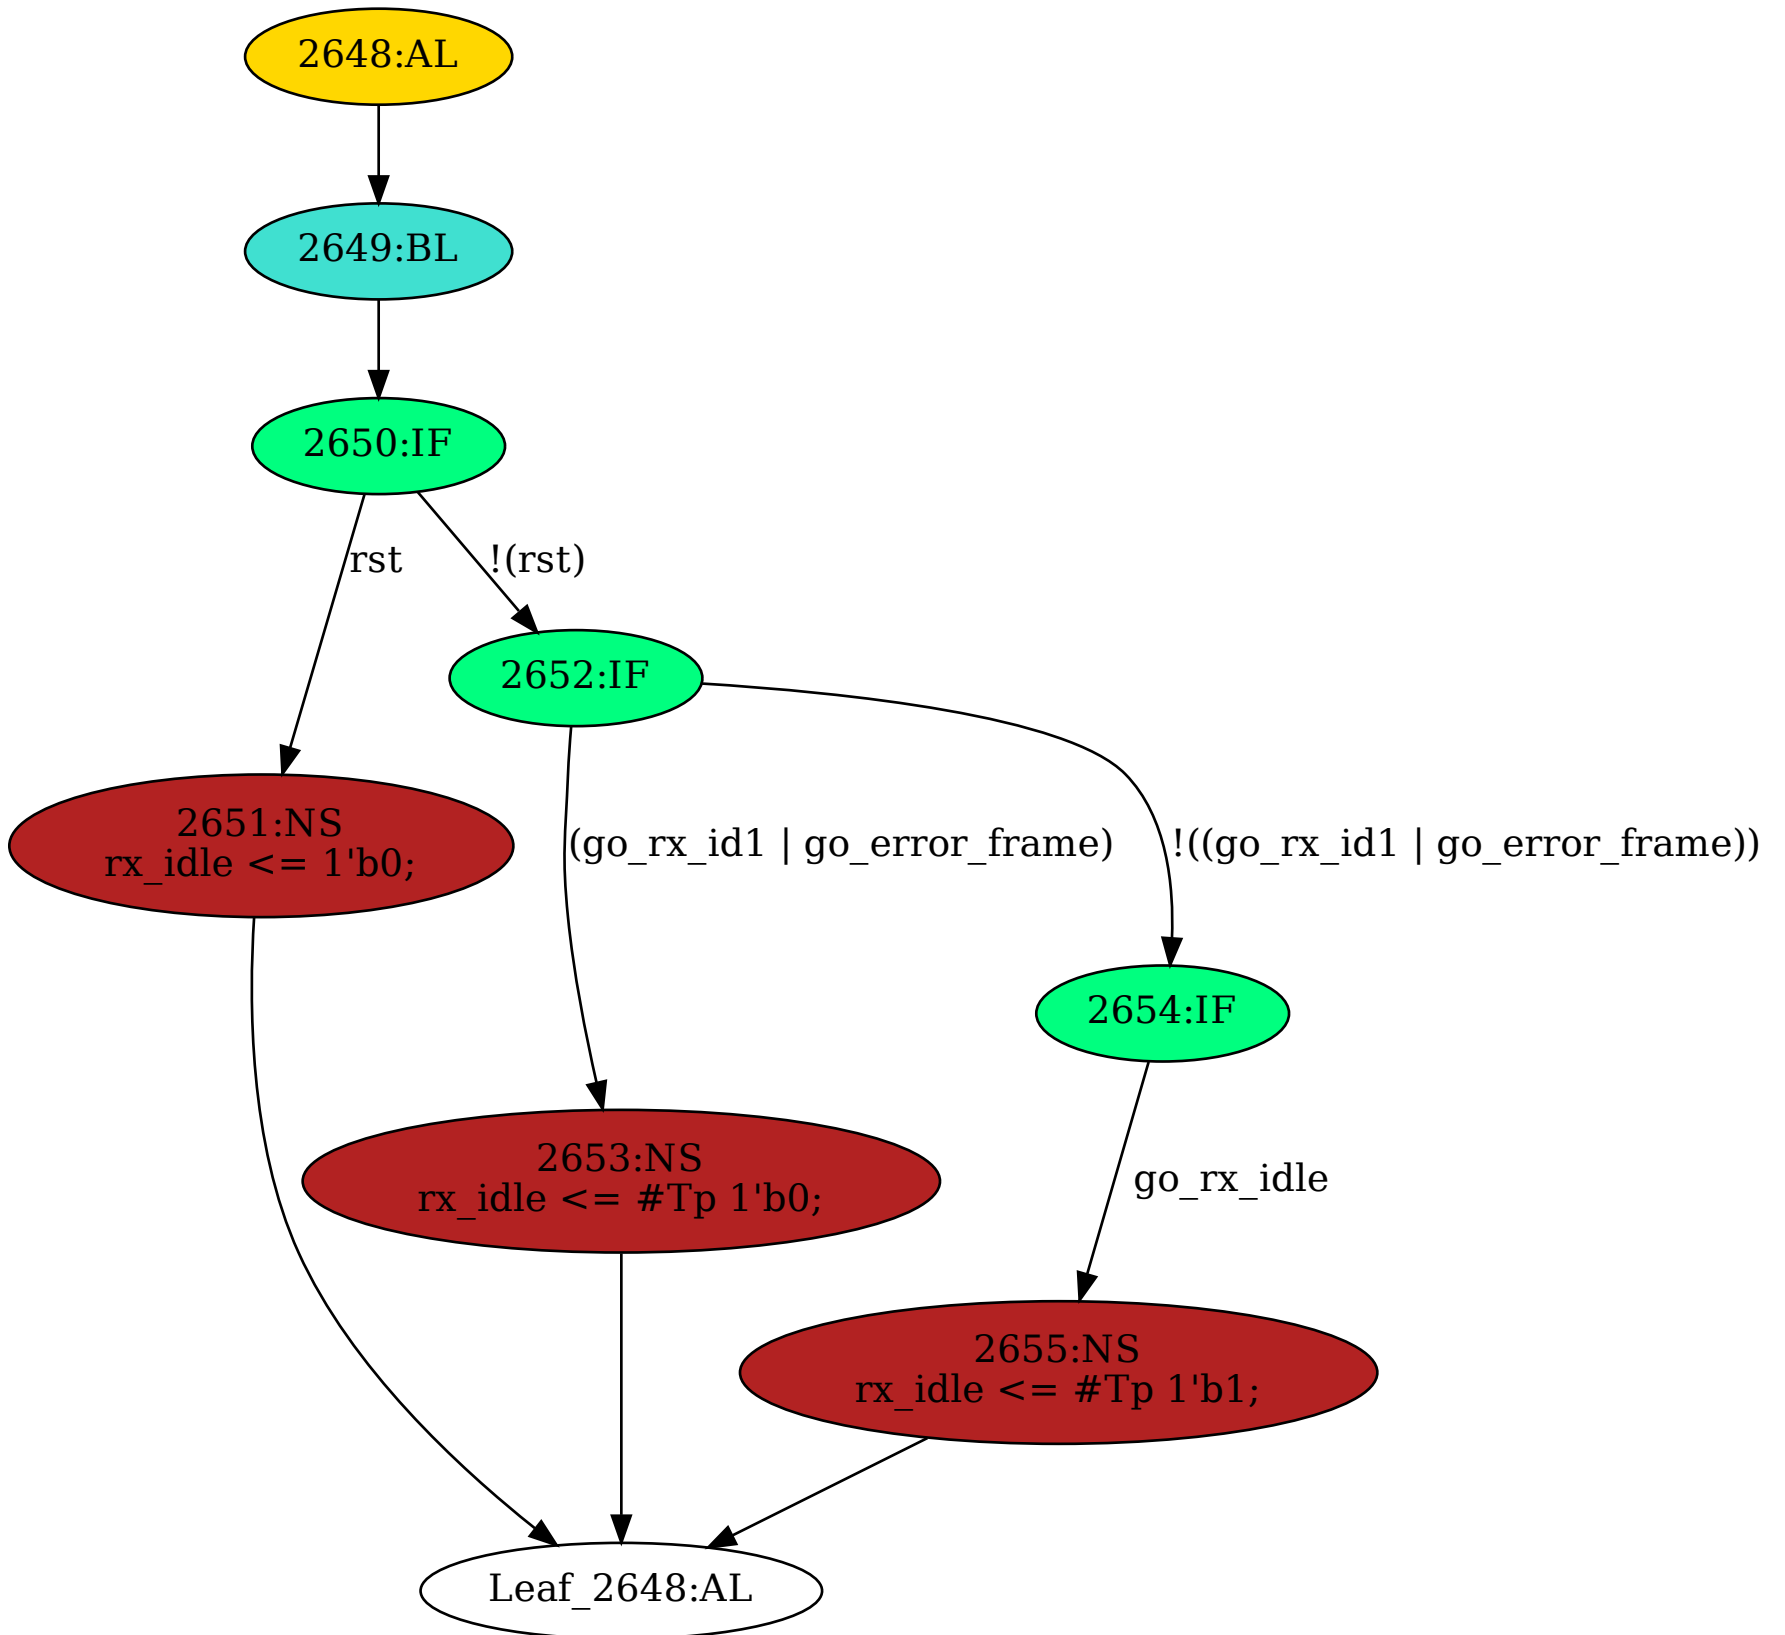 2648:AL
2649:BL
2650:IF
rst
!(rst)
2652:IF
2651:NS
rx_idle <= 1'b0;
(go_rx_id1 | go_error_frame)
!((go_rx_id1 | go_error_frame))
2654:IF
2653:NS
rx_idle <= #Tp 1'b0;
go_rx_idle
2655:NS
rx_idle <= #Tp 1'b1;
Leaf_2648:AL